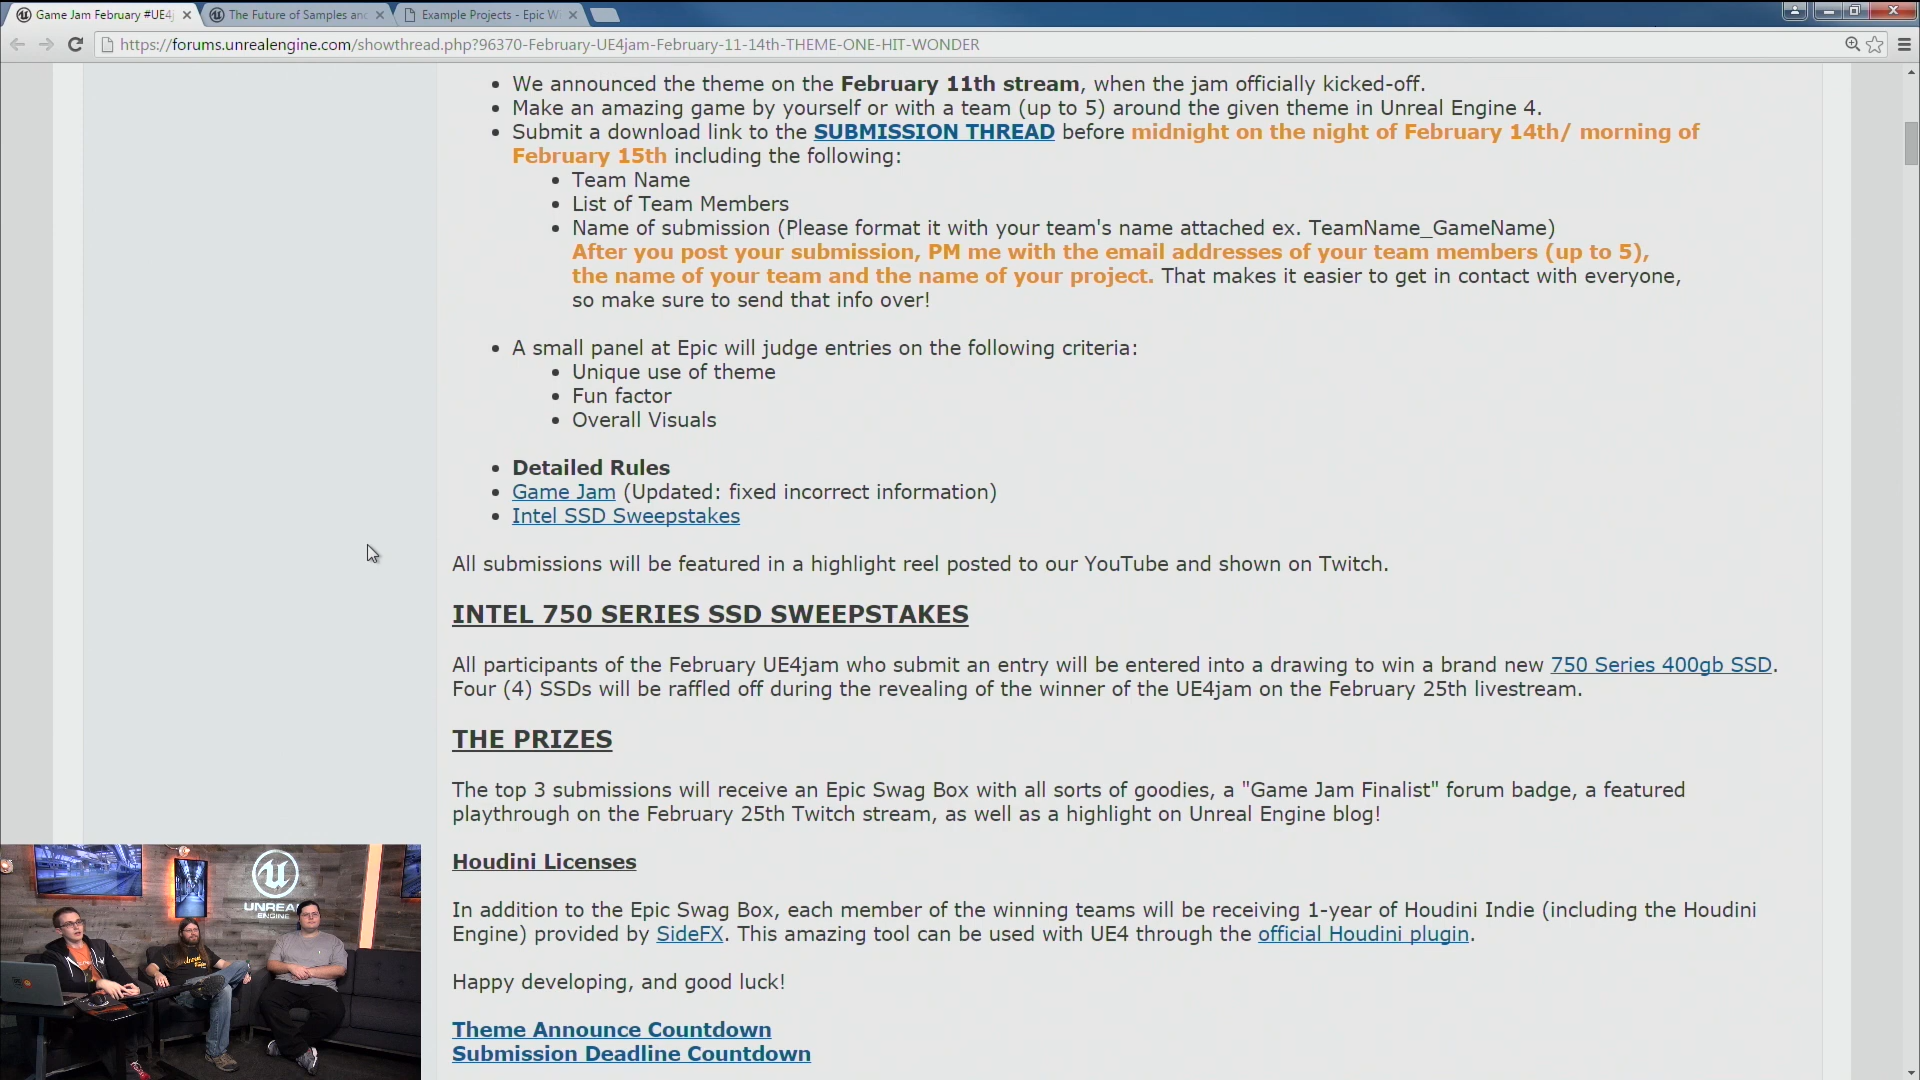 Game Jam February #UE4j
The Future of Samples an
Example Projects - Epic W
https://forums.unrealengine.com/showthread.php?96370-February-UE4jam-February-11-14th-THEME-ONE-HIT-WONDER
• We announced the theme on the February 11th stream, when the jam officially kicked-off.
• Make an amazing game by yourself or with a team (up to 5) around the given theme in Unreal Engine 4.
• Submit a download link to the SUBMISSION THREAD before midnight on the night of February 14th/ morning of
February 15th including the following:
• Team Name
• List of Team Members
• Name of submission (Please format it with your team's name attached ex. TeamName_GameName)
After you post your submission, PM me with the email addresses of your team members (up to 5),
the name of your team and the name of your project. That makes it easier to get in contact with everyone,
so make sure to send that info over!
• A small panel at Epic will judge entries on the following criteria:
• Unique use of theme
• Fun factor
• Overall Visuals
• Detailed Rules
• Game Jam (Updated: fixed incorrect information)
• Intel SSD Sweepstakes
All submissions will be featured in a highlight reel posted to our YouTube and shown on Twitch.
INTEL 750 SERIES SSD SWEEPSTAKES
All participants of the February UE4jam who submit an entry will be entered into a drawing to win a brand new 750 Series 400gb SSD.
Four (4) SSDs will be raffled off during the revealing of the winner of the UE4jam on the February 25th livestream.
THE PRIZES
The top 3 submissions will receive an Epic Swag Box with all sorts of goodies, a "Game Jam Finalist" forum badge, a featured
playthrough on the February 25th Twitch stream, as well as a highlight on Unreal Engine blog!
Houdini Licenses
In addition to the Epic Swag Box, each member of the winning teams will be receiving 1-year of Houdini Indie (including the Houdini
Engine) provided by SideFX. This amazing tool can be used with UE4 through the official Houdini plugin.
Happy developing, and good luck!
Theme Announce Countdown
Submission Deadline Countdown
UNREAL
ENGINE